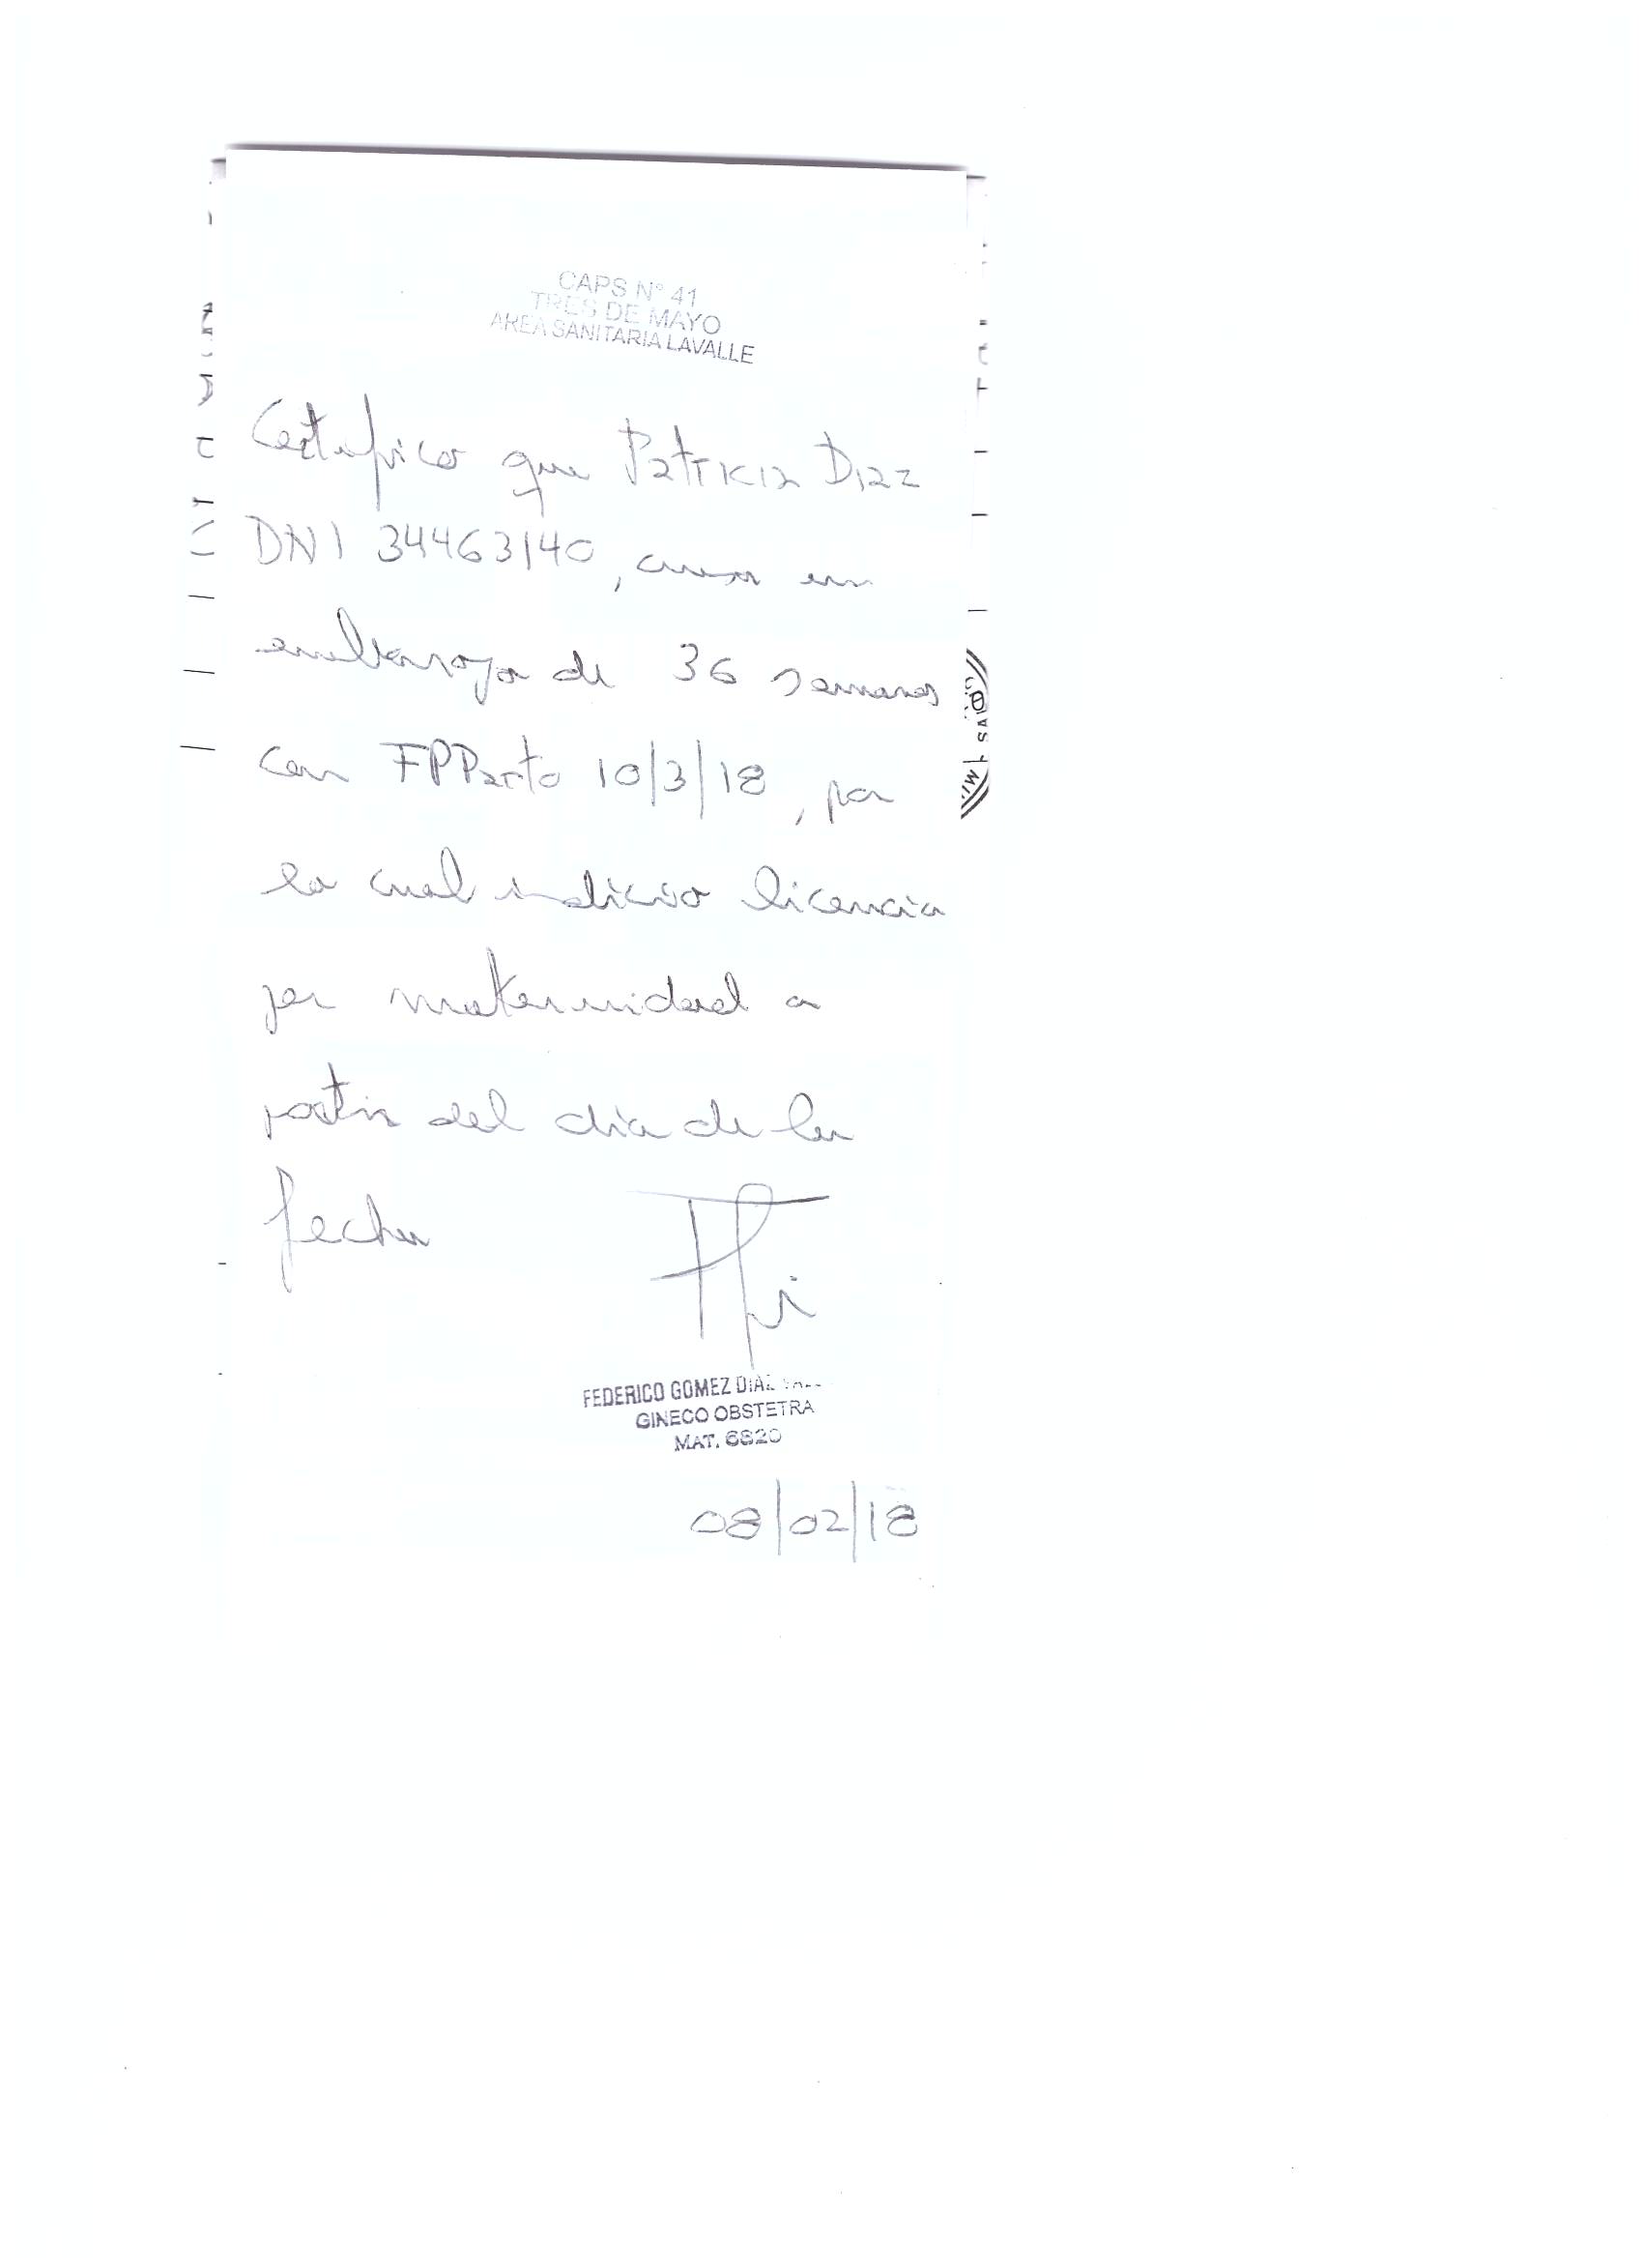 CAPS N° 41
TRES DE MAYO
AREA SANITARIA LAVALLE
Certifico que Patricia Diaz
DNI 34463140, cursa un
embarazo de 36 semanas
con FPParto 10/3/18, por
lo cual indico licencia
por maternidad a
partir del día de la
fecha
FEDERICO GOMEZ DIAZ
GINECO OBSTETRA
MAT. 6820
08/02/18